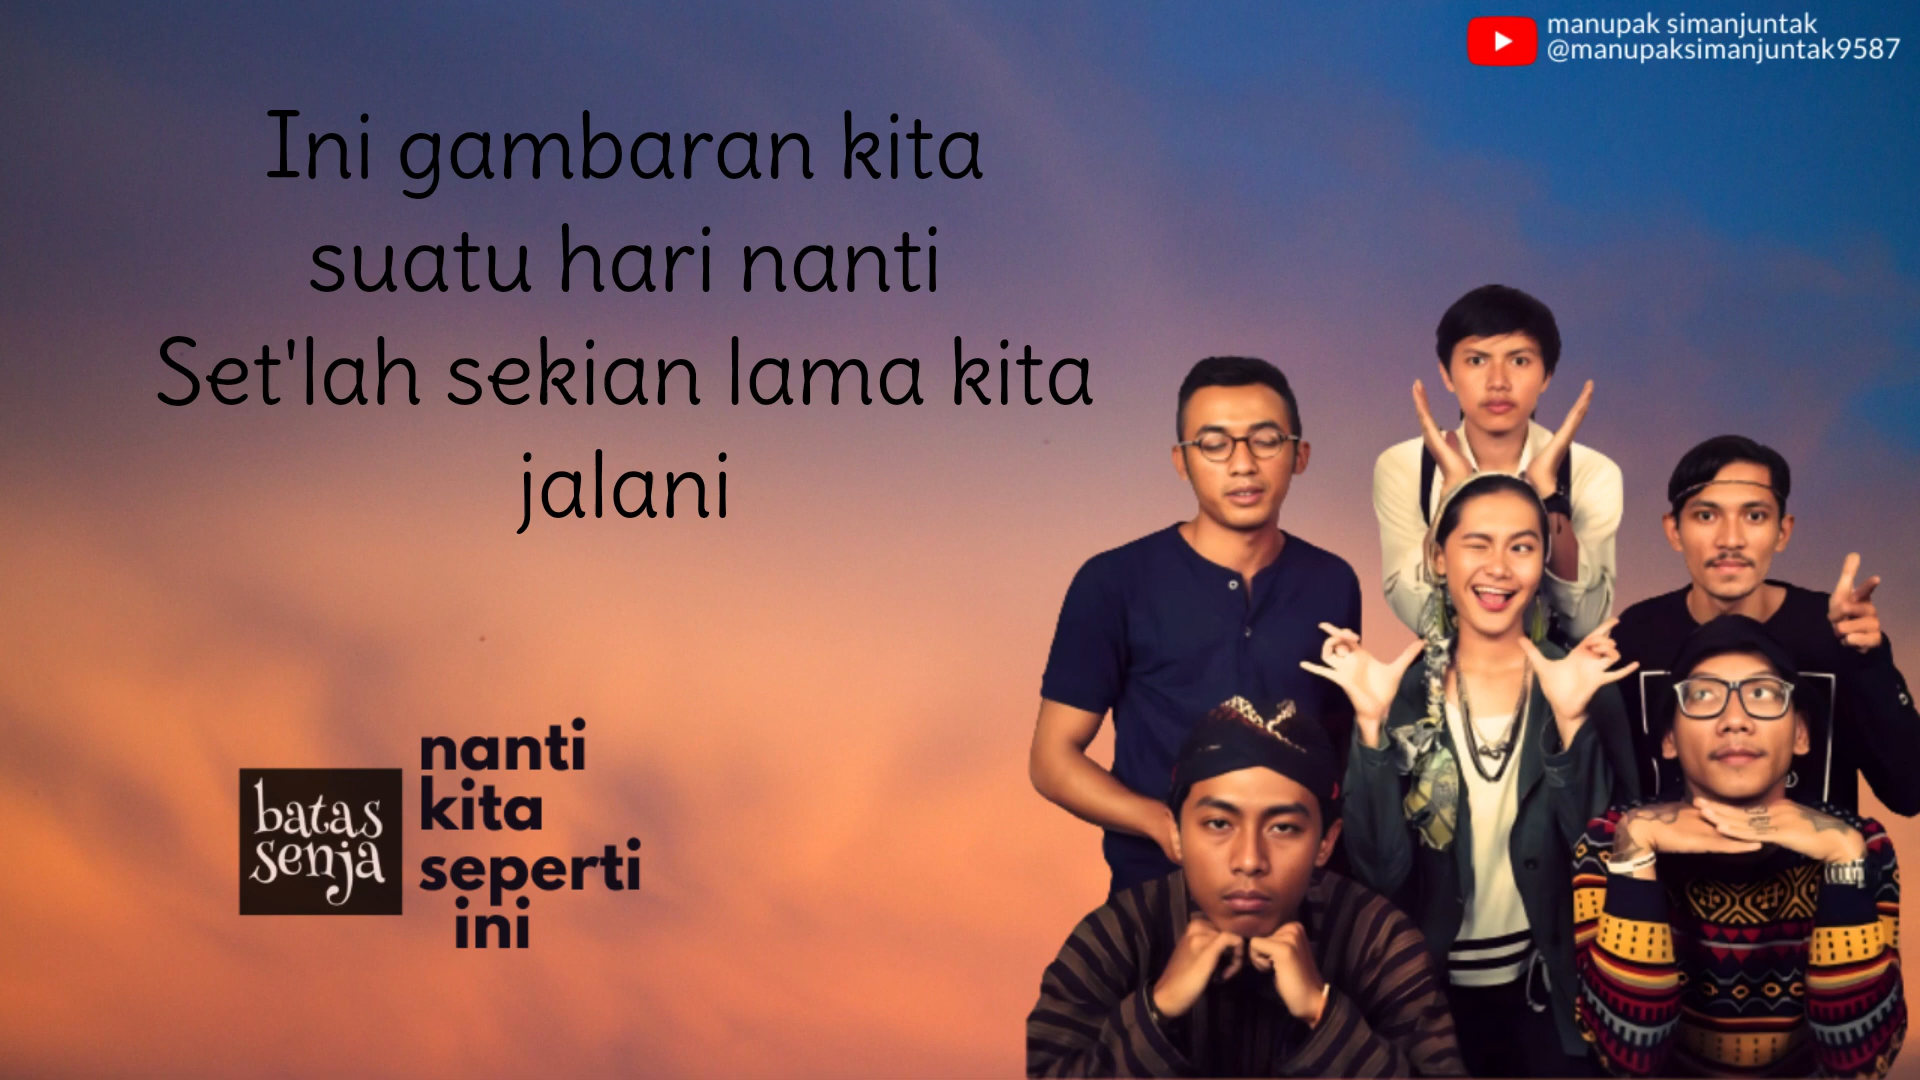 manupak simanjuntak
@manupaksimanjuntak9587
Ini gambaran kita
suatu hari nanti
Set'lah sekian lama kita
jalani
batas
senja
nanti
kita
seperti
ini